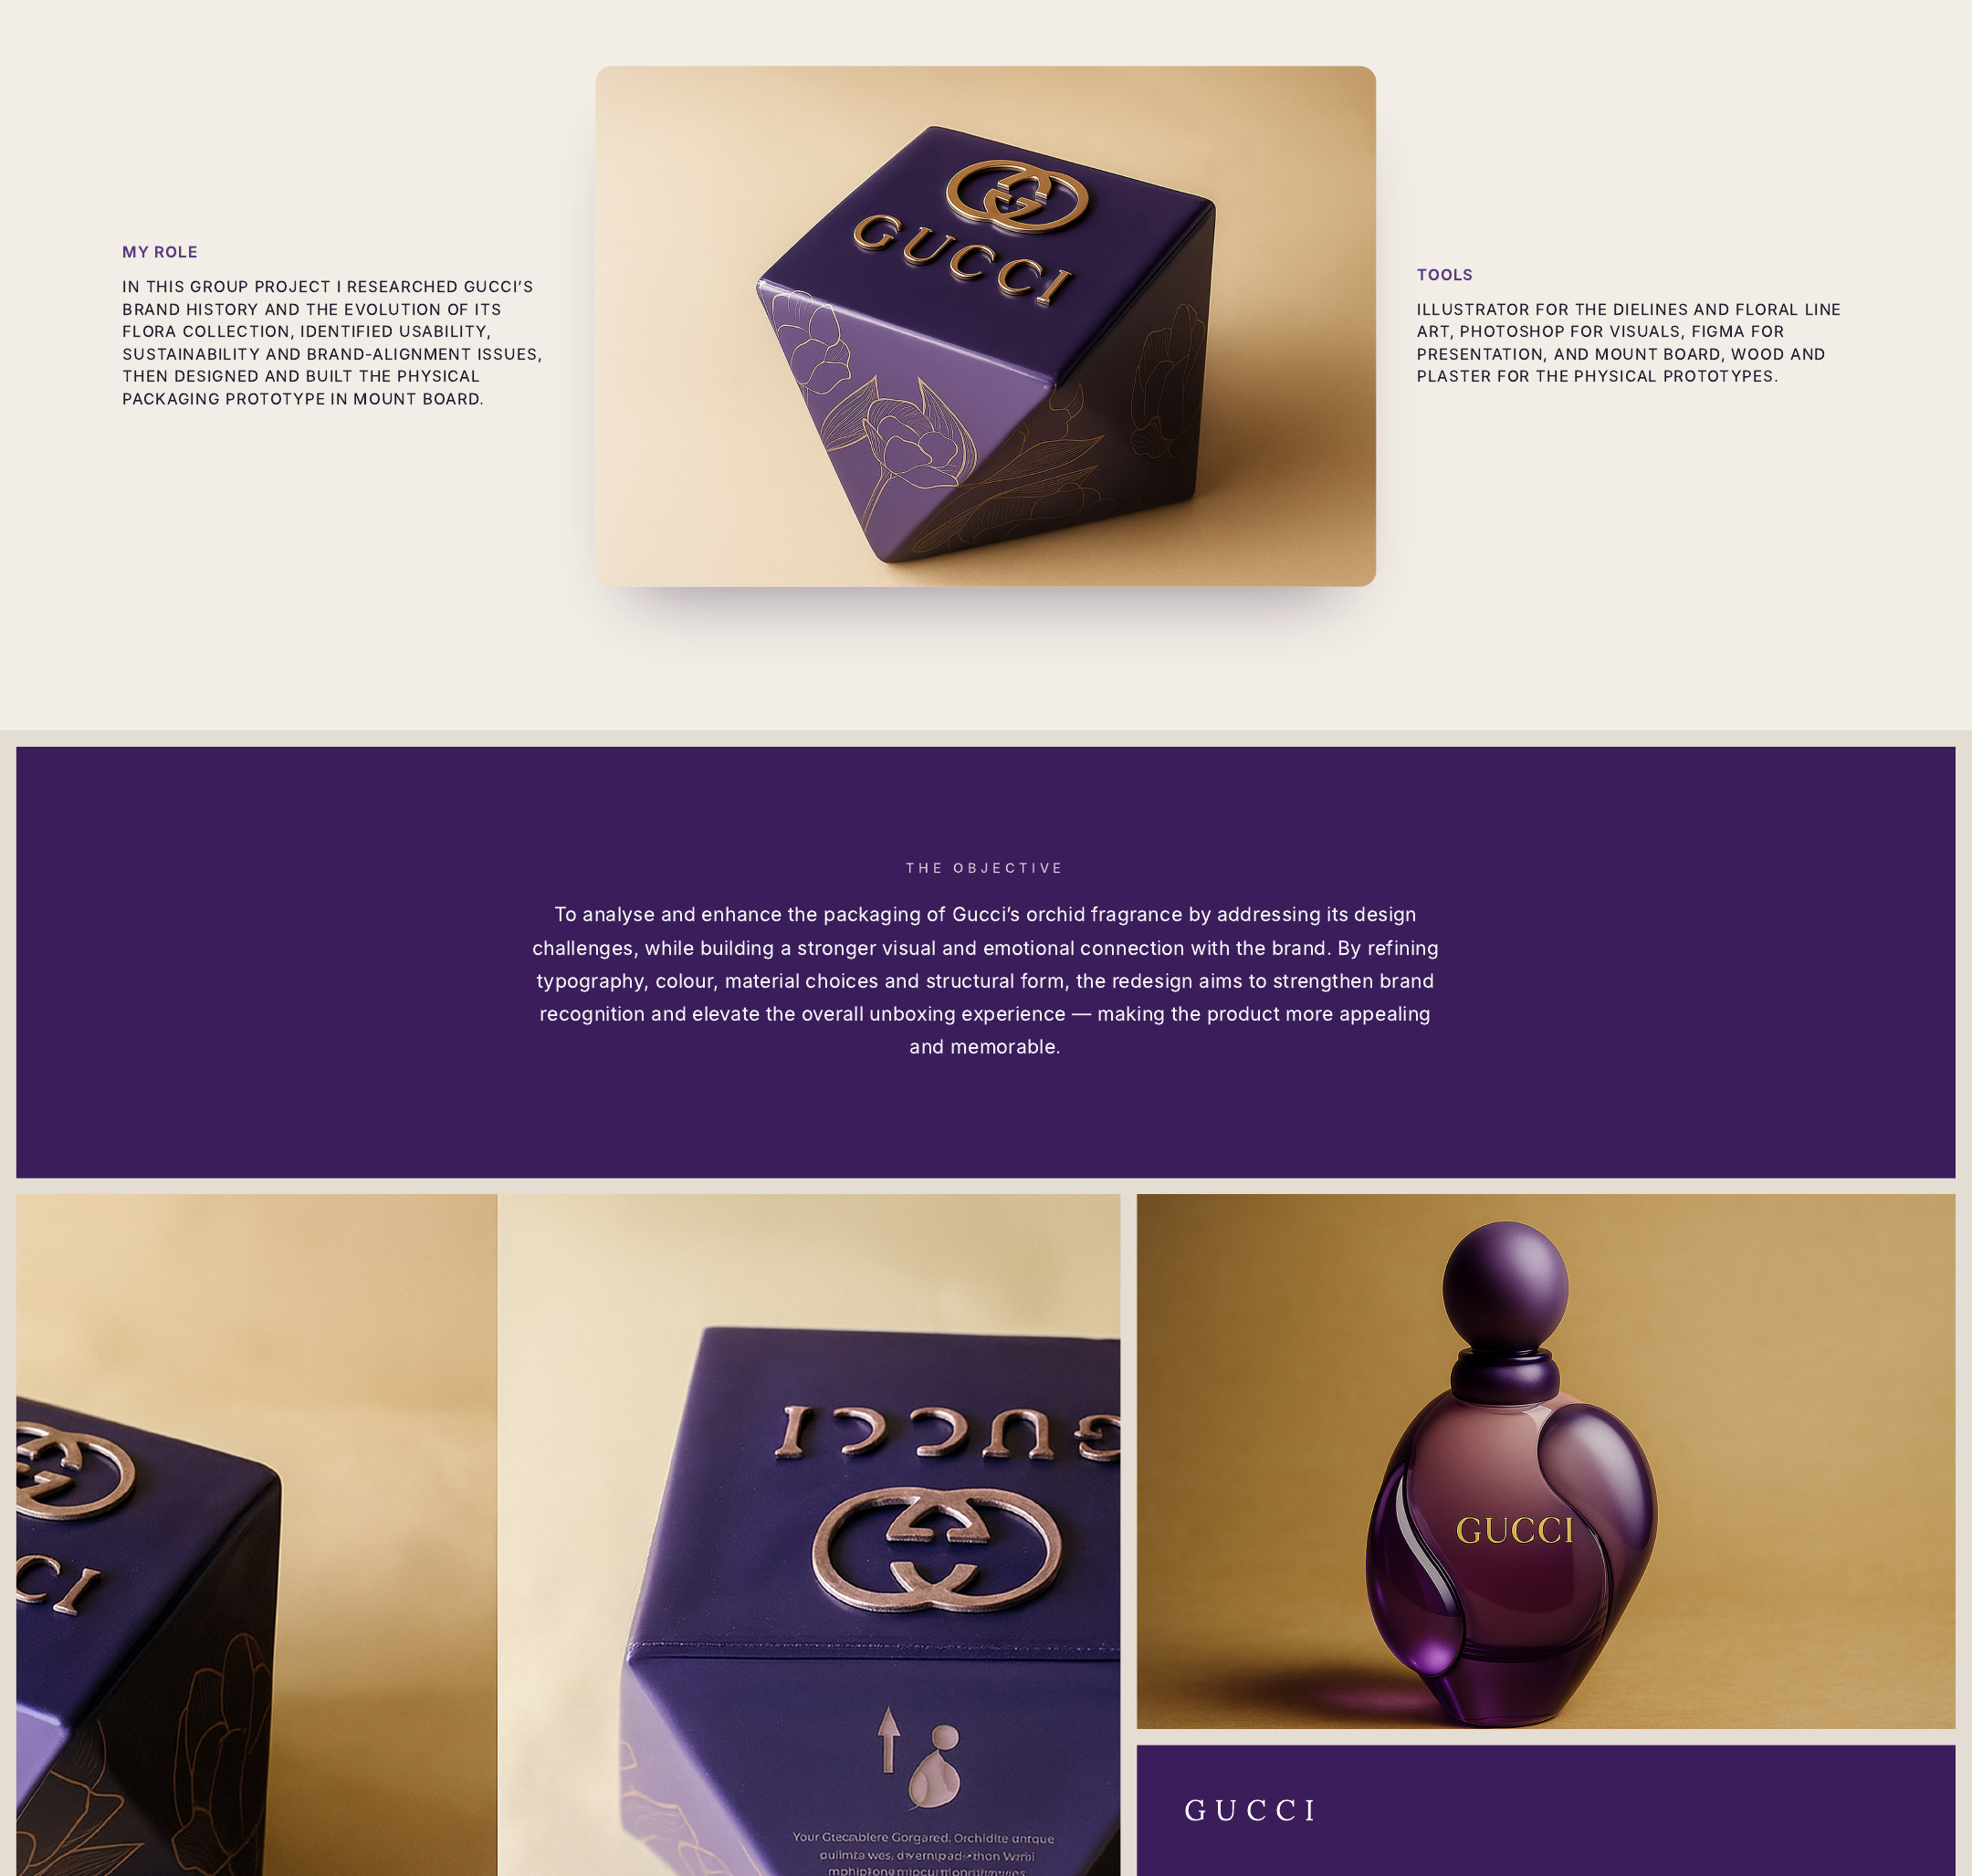 GUCCI
MY ROLE
IN THIS GROUP PROJECT I RESEARCHED GUCCI’S
BRAND HISTORY AND THE EVOLUTION OF ITS
FLORA COLLECTION, IDENTIFIED USABILITY,
SUSTAINABILITY AND BRAND-ALIGNMENT ISSUES,
THEN DESIGNED AND BUILT THE PHYSICAL
PACKAGING PROTOTYPE IN MOUNT BOARD.
TOOLS
ILLUSTRATOR FOR THE DIELINES AND FLORAL LINE
ART, PHOTOSHOP FOR VISUALS, FIGMA FOR
PRESENTATION, AND MOUNT BOARD, WOOD AND
PLASTER FOR THE PHYSICAL PROTOTYPES.
THE OBJECTIVE
To analyse and enhance the packaging of Gucci’s orchid fragrance by addressing its design
challenges, while building a stronger visual and emotional connection with the brand. By refining
typography, colour, material choices and structural form, the redesign aims to strengthen brand
recognition and elevate the overall unboxing experience — making the product more appealing
and memorable.
CI
GUCCI
GUCCI
Your Gtecablere Gorgared. Orchidlte antque
GUCCI